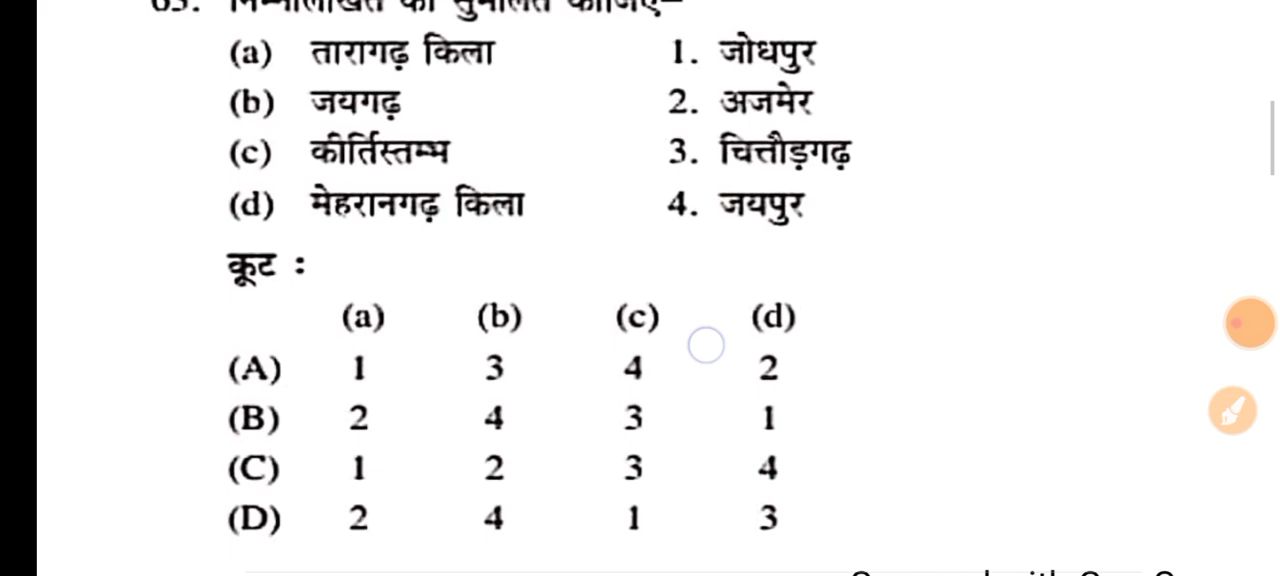 (a) तारागढ़ किला 1. जोधपुर
(b) जयगढ़ 2. अजमेर
(c) कीर्तिस्तम्भ 3. चित्तौड़गढ़
(d) मेहरानगढ़ किला 4. जयपुर
कूट :
(a) (b) (c) (d)
(A) 1 3 4 2
(B) 2 4 3 1
(C) 1 2 3 4
(D) 2 4 1 3